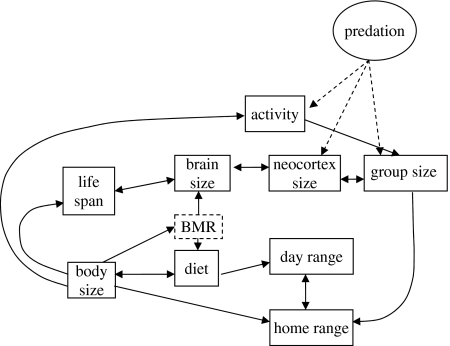 predation
activity
brain
size
neocortex
size
group size
life
span
BMR
diet
day range
body
size
home range